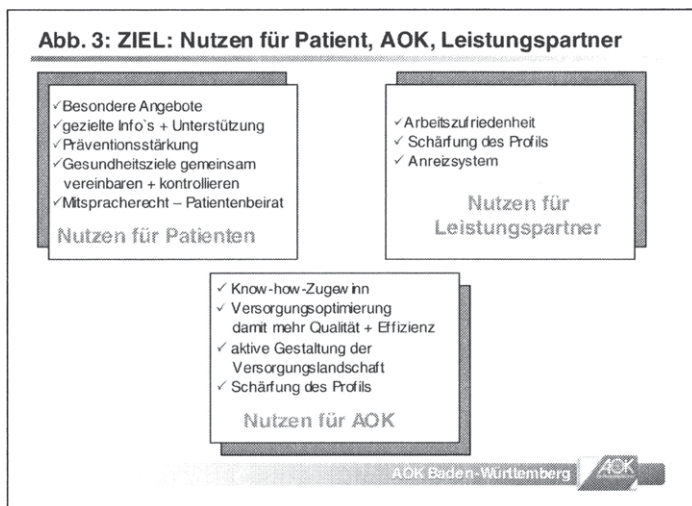 Abb. 3: ZIEL: Nutzen für Patient, AOK, Leistungspartner
✓Besondere Angebote
✓gezielte Info`s + Unterstützung
✓Präventionsstärkung
✓Gesundheitsziele gemeinsam
vereinbaren + kontrollieren
✓Mitspracherecht – Patientenbeirat
Nutzen für Patienten
✓Arbeitszufriedenheit
✓Schärfung des Profils
✓Anreizsystem
Nutzen für
Leistungspartner
✓Know-how-Zugewinn
✓Versorgungsoptimierung
damit mehr Qualität + Effizienz
✓aktive Gestaltung der
Versorgungslandschaft
✓Schärfung des Profils
Nutzen für AOK
AOK Baden-Württemberg
AOK